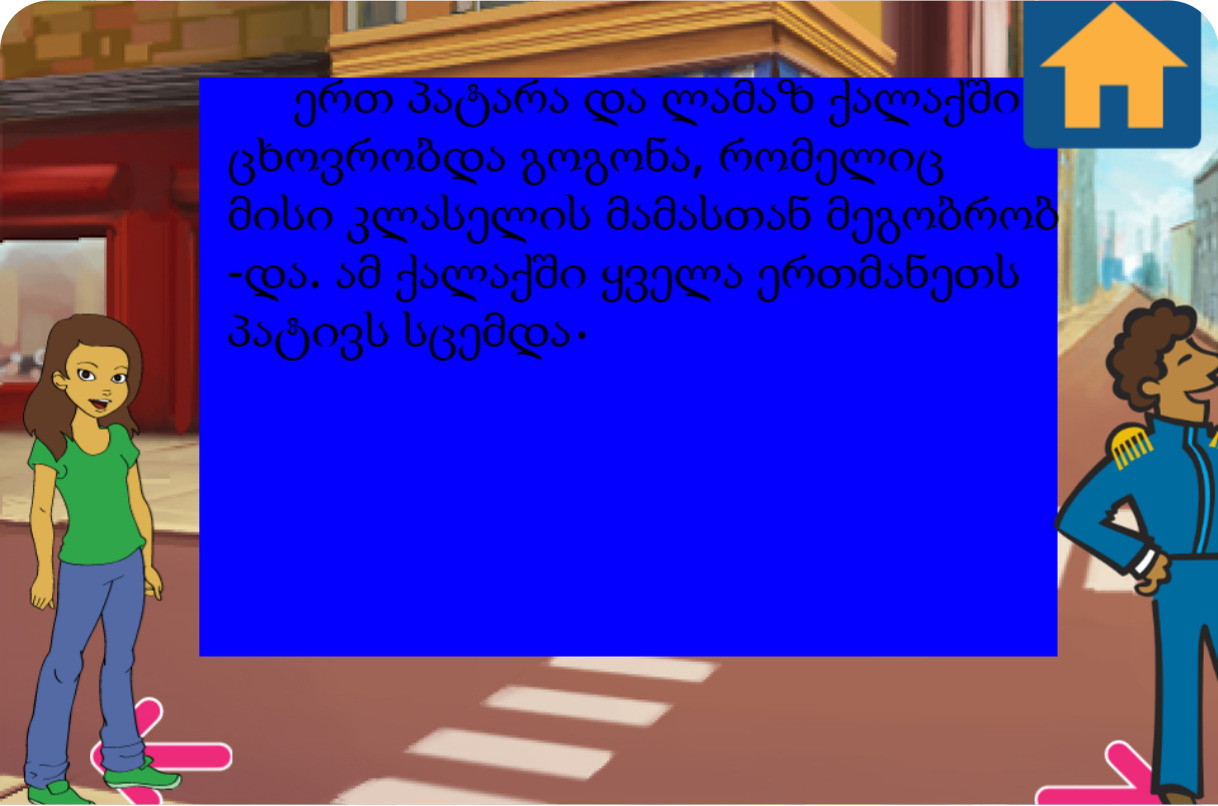 ერთ პატარა და ლამაზ ქალაქში
ცხოვრობდა გოგონა, რომელიც
მისი კლასელის მამასთან მეგობრობ
-და. ამ ქალაქში ყველა ერთმანეთს
პატივს სცემდა.